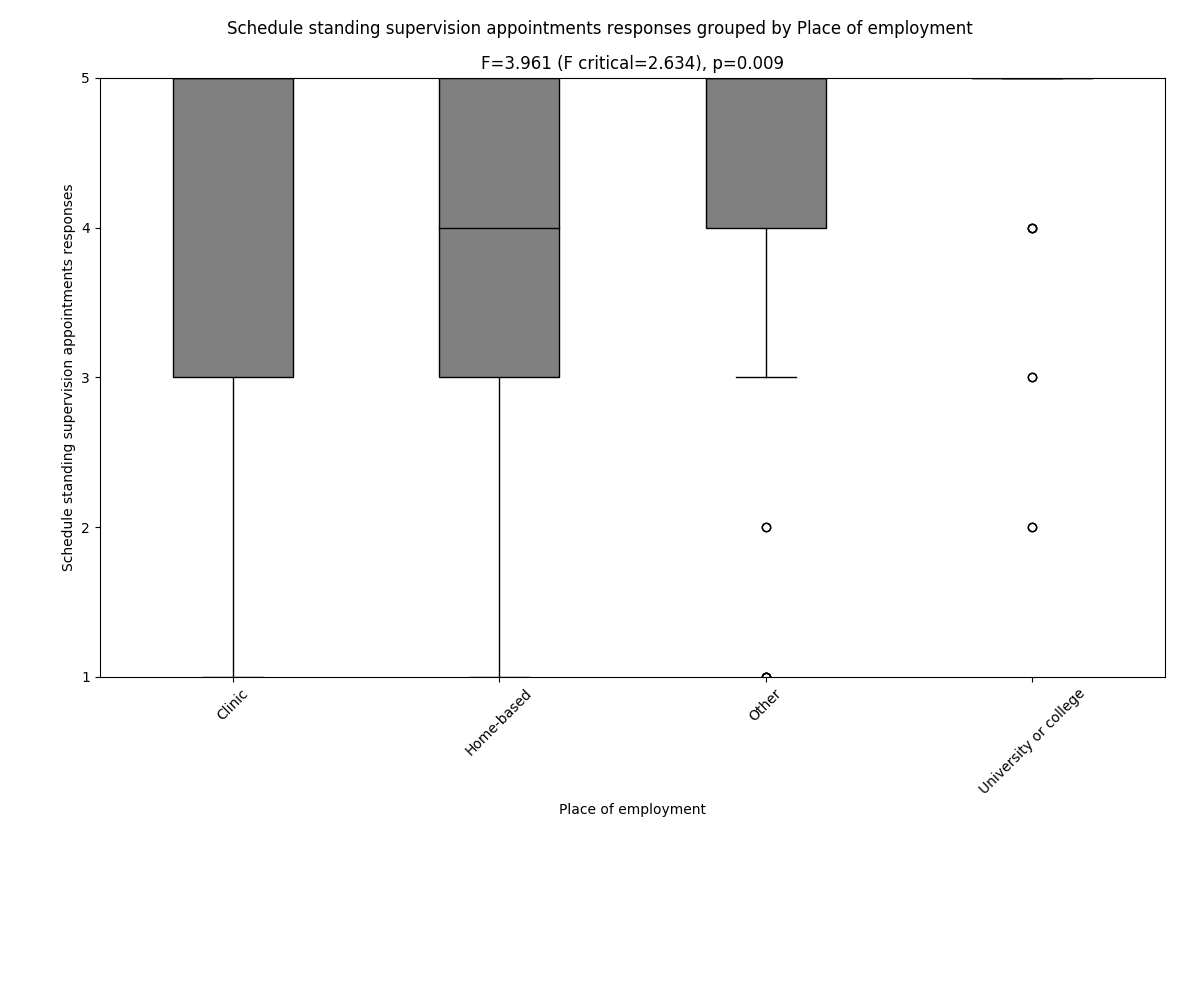 Schedule standing supervision appointments responses grouped by Place of employment
F=3.961 (F critical=2.634), p=0.009
Schedule standing supervision appointments responses
5
4
3
2
1
Clinic
Home-based
Other
University or college
Place of employment